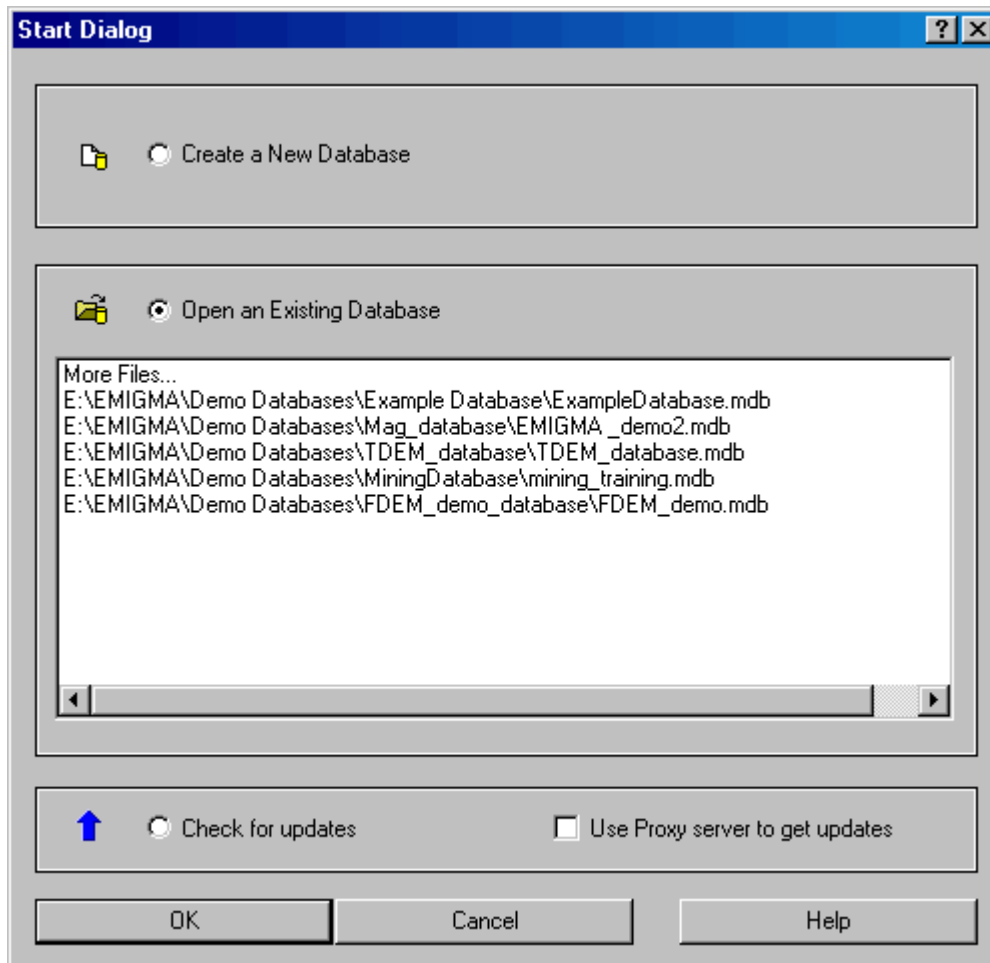 Start Dialog
Create a New Database
Open an Existing Database
More Files...
E:\EMIGMA\Demo Databases\Example Database\ExampleDatabase.mdb
E:\EMIGMA\Demo Databases\Mag_database\EMIGMA _demo2.mdb
E:\EMIGMA\Demo Databases\TDEM_database\TDEM_database.mdb
E:\EMIGMA\Demo Databases\MiningDatabase\mining_training.mdb
E:\EMIGMA\Demo Databases\FDEM_demo_database\FDEM_demo.mdb
Check for updates
Use Proxy server to get updates
OK
Cancel
Help